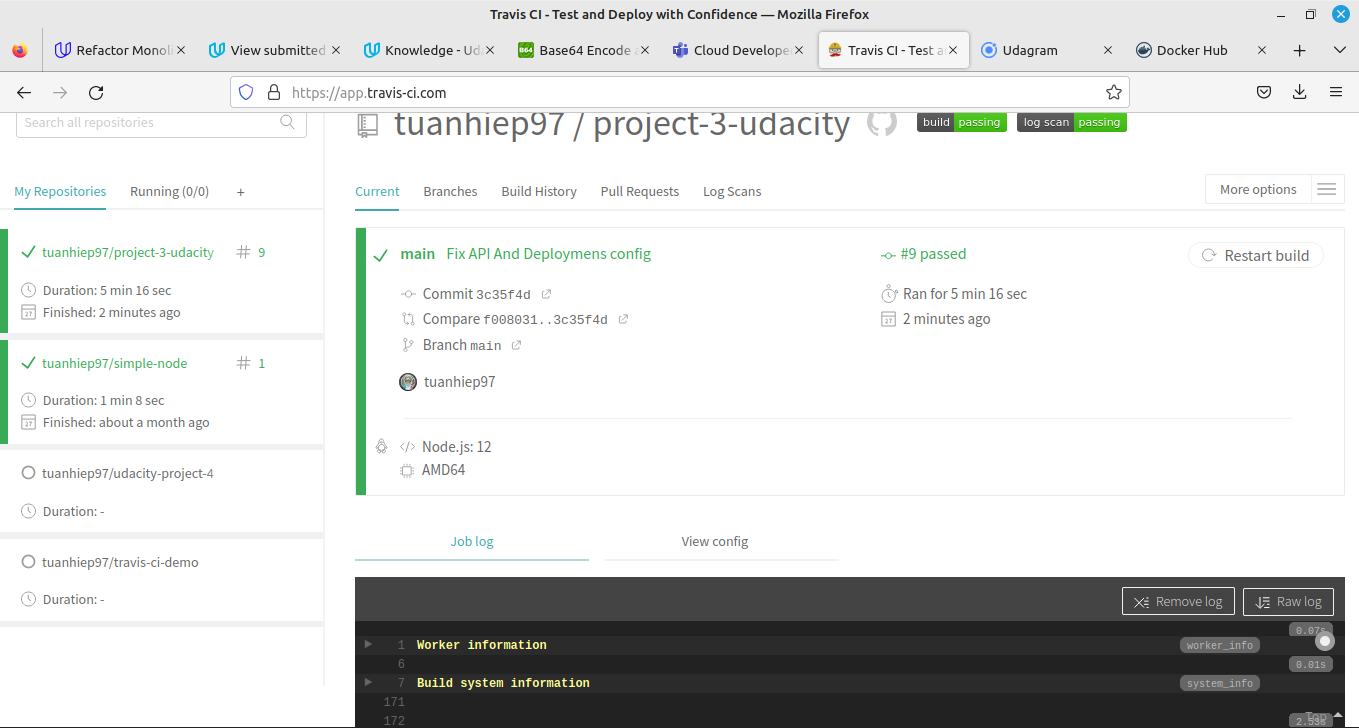 Travis CI - Test and Deploy with Confidence — Mozilla Firefox
Refactor Monoli
View submitted
Knowledge - Uda
Base64 Encode a
Cloud Develope
Travis CI - Test a
Udagram
Docker Hub
https://app.travis-ci.com
Search all repositories
tuanhiep97 / project-3-udacity
build passing
log scan passing
My Repositories Running (0/0) +
Current Branches Build History Pull Requests Log Scans
More options
tuanhiep97/project-3-udacity # 9
Duration: 5 min 16 sec
Finished: 2 minutes ago
tuanhiep97/simple-node # 1
Duration: 1 min 8 sec
Finished: about a month ago
tuanhiep97/udacity-project-4
Duration: -
tuanhiep97/travis-ci-demo
Duration: -
main Fix API And Deploymens config
Commit 3c35f4d
Compare f008031..3c35f4d
Branch main
tuanhiep97
#9 passed
Ran for 5 min 16 sec
2 minutes ago
Restart build
Node.js: 12
AMD64
Job log View config
Remove log Raw log
0.07s
1 Worker information worker_info
6 0.01s
7 Build system information system_info
171
172 2.53s
Top